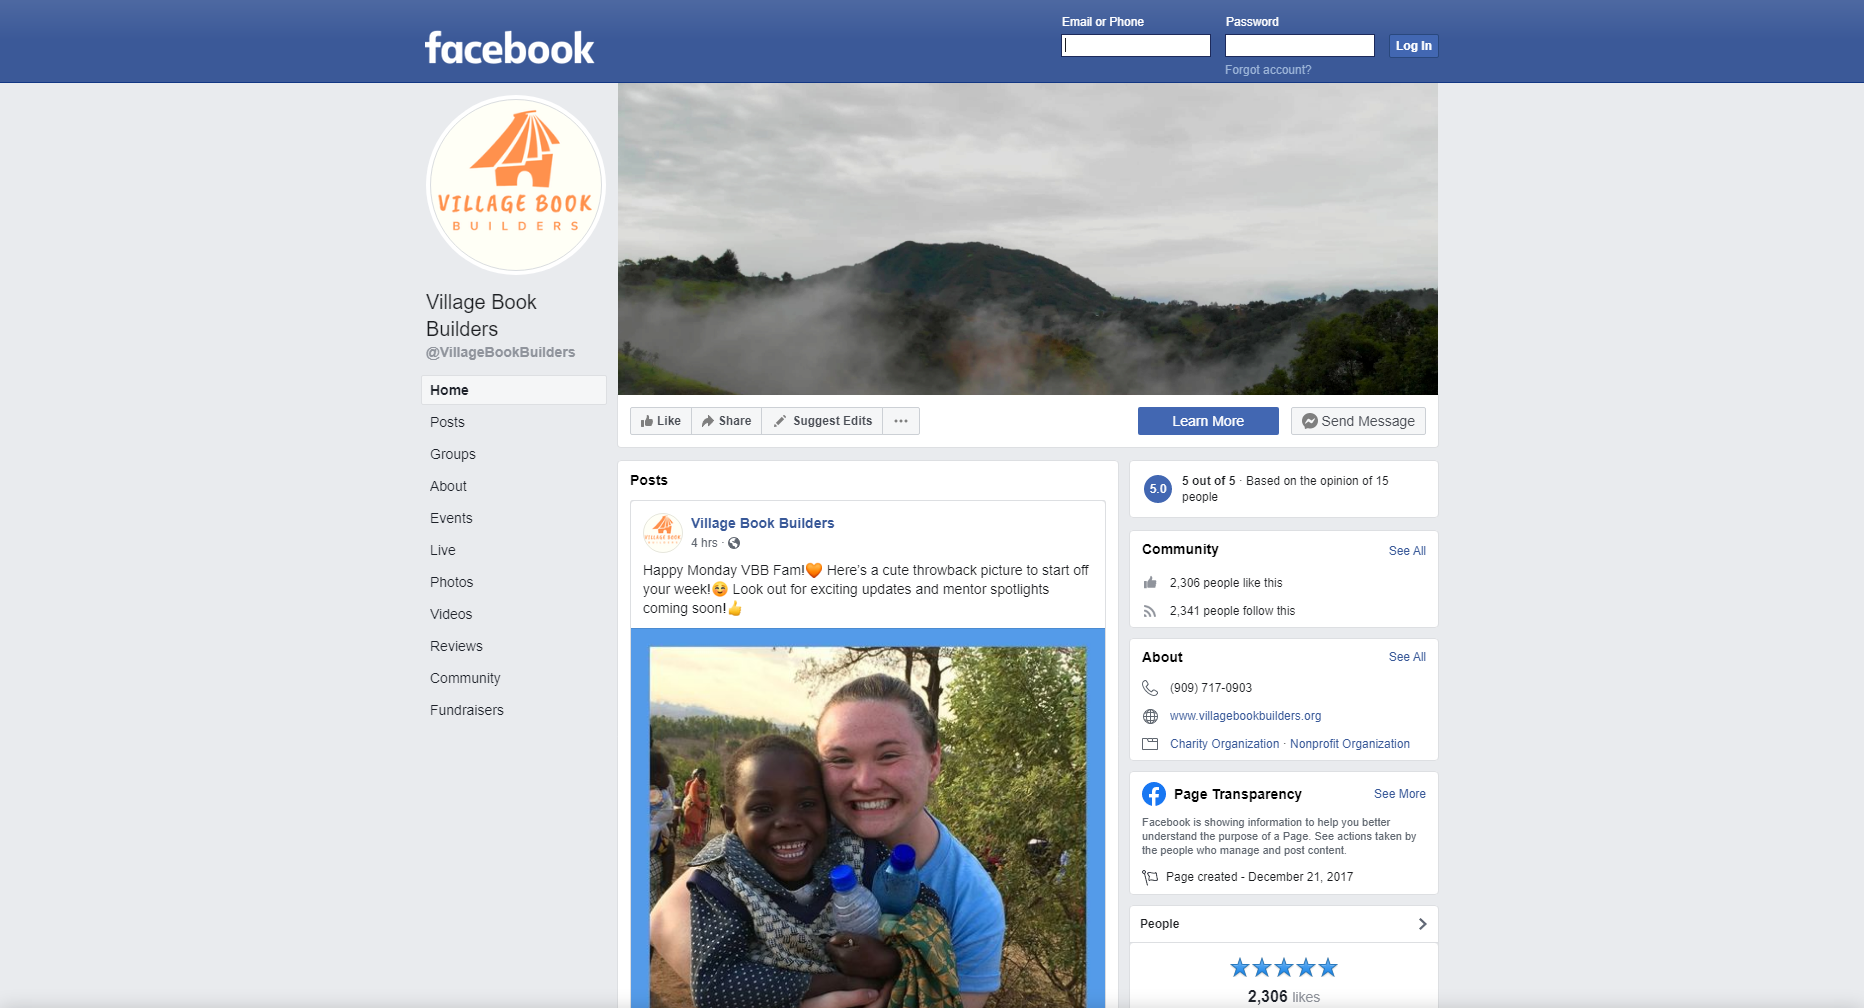 Email or Phone
Password
facebook
Log In
Forgot account?
VILLAGE BOOK
BUILDERS
Village Book
Builders
@VillageBookBuilders
Home
Posts
Groups
About
Events
Live
Photos
Videos
Reviews
Community
Fundraisers
Like
Share
Suggest Edits
...
Learn More
Send Message
Posts
VILLAGE BOOK
BUILDERS
Village Book Builders
4 hrs ·
Happy Monday VBB Fam!🧡 Here's a cute throwback picture to start off
your week!😊 Look out for exciting updates and mentor spotlights
coming soon!👍
5.0
5 out of 5 · Based on the opinion of 15
people
Community
See All
2,306 people like this
2,341 people follow this
About
See All
(909) 717-0903
www.villagebookbuilders.org
Charity Organization · Nonprofit Organization
Page Transparency
See More
Facebook is showing information to help you better
understand the purpose of a Page. See actions taken by
the people who manage and post content.
Page created - December 21, 2017
People
2,306 likes